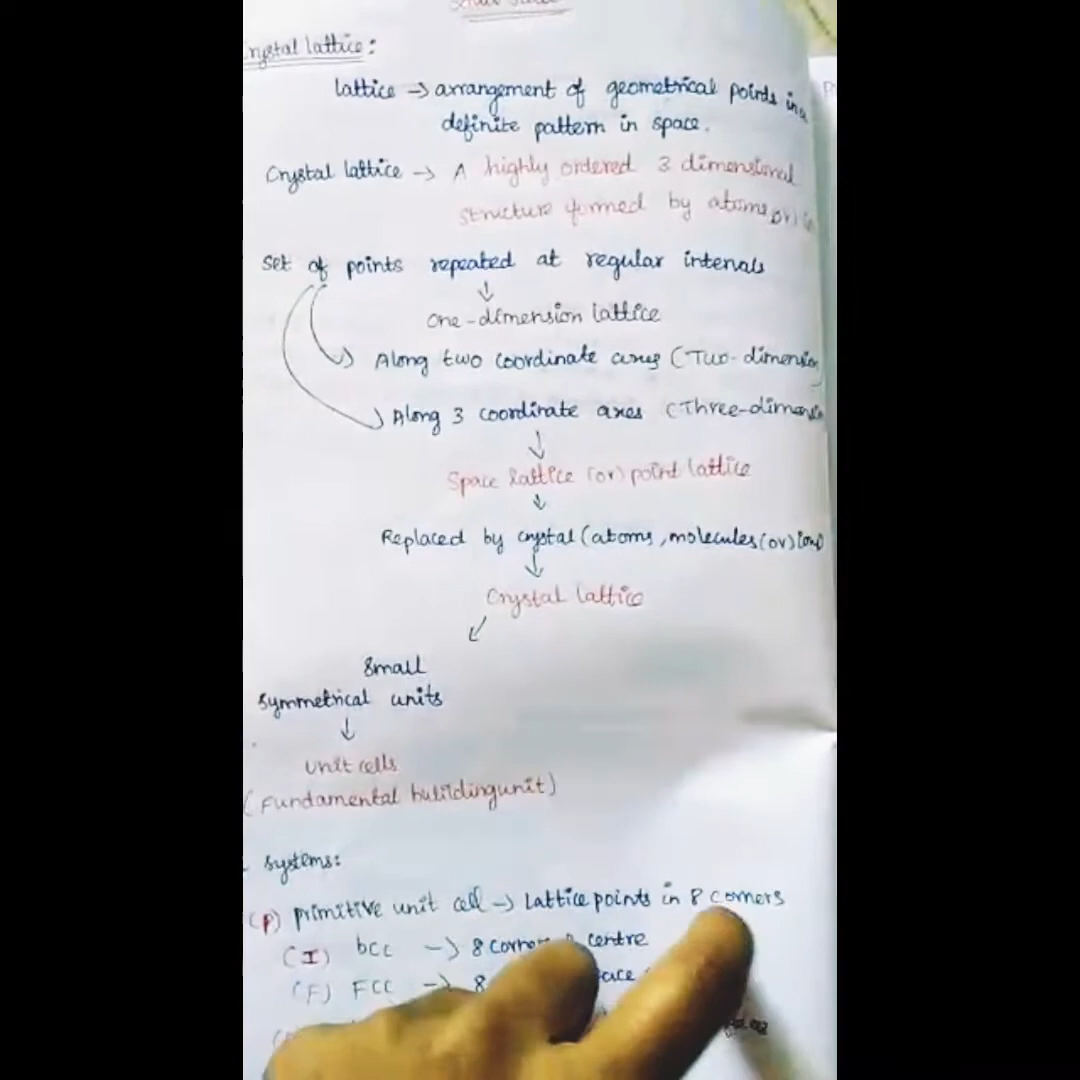 Crystal lattice:
lattice → arrangement of geometrical points in a
definite pattern in space.
Crystal lattice → A highly ordered 3 dimensional
structure formed by atoms or
set of points repeated at regular intervals
↓
One-dimension lattice
Along two coordinate axes (Two-dimension
Along 3 coordinate axes (Three-dimension
↓
Space lattice (or) point lattice
↓
Replaced by crystal (atoms, molecules (or) ions)
↓
Crystal lattice
↙
Small
symmetrical units
↓
unit cells
(Fundamental buildingunit)
systems:
(P) primitive unit cell → Lattice points in 8 corners
(I) bcc → 8 centre
(F) FCC → 8